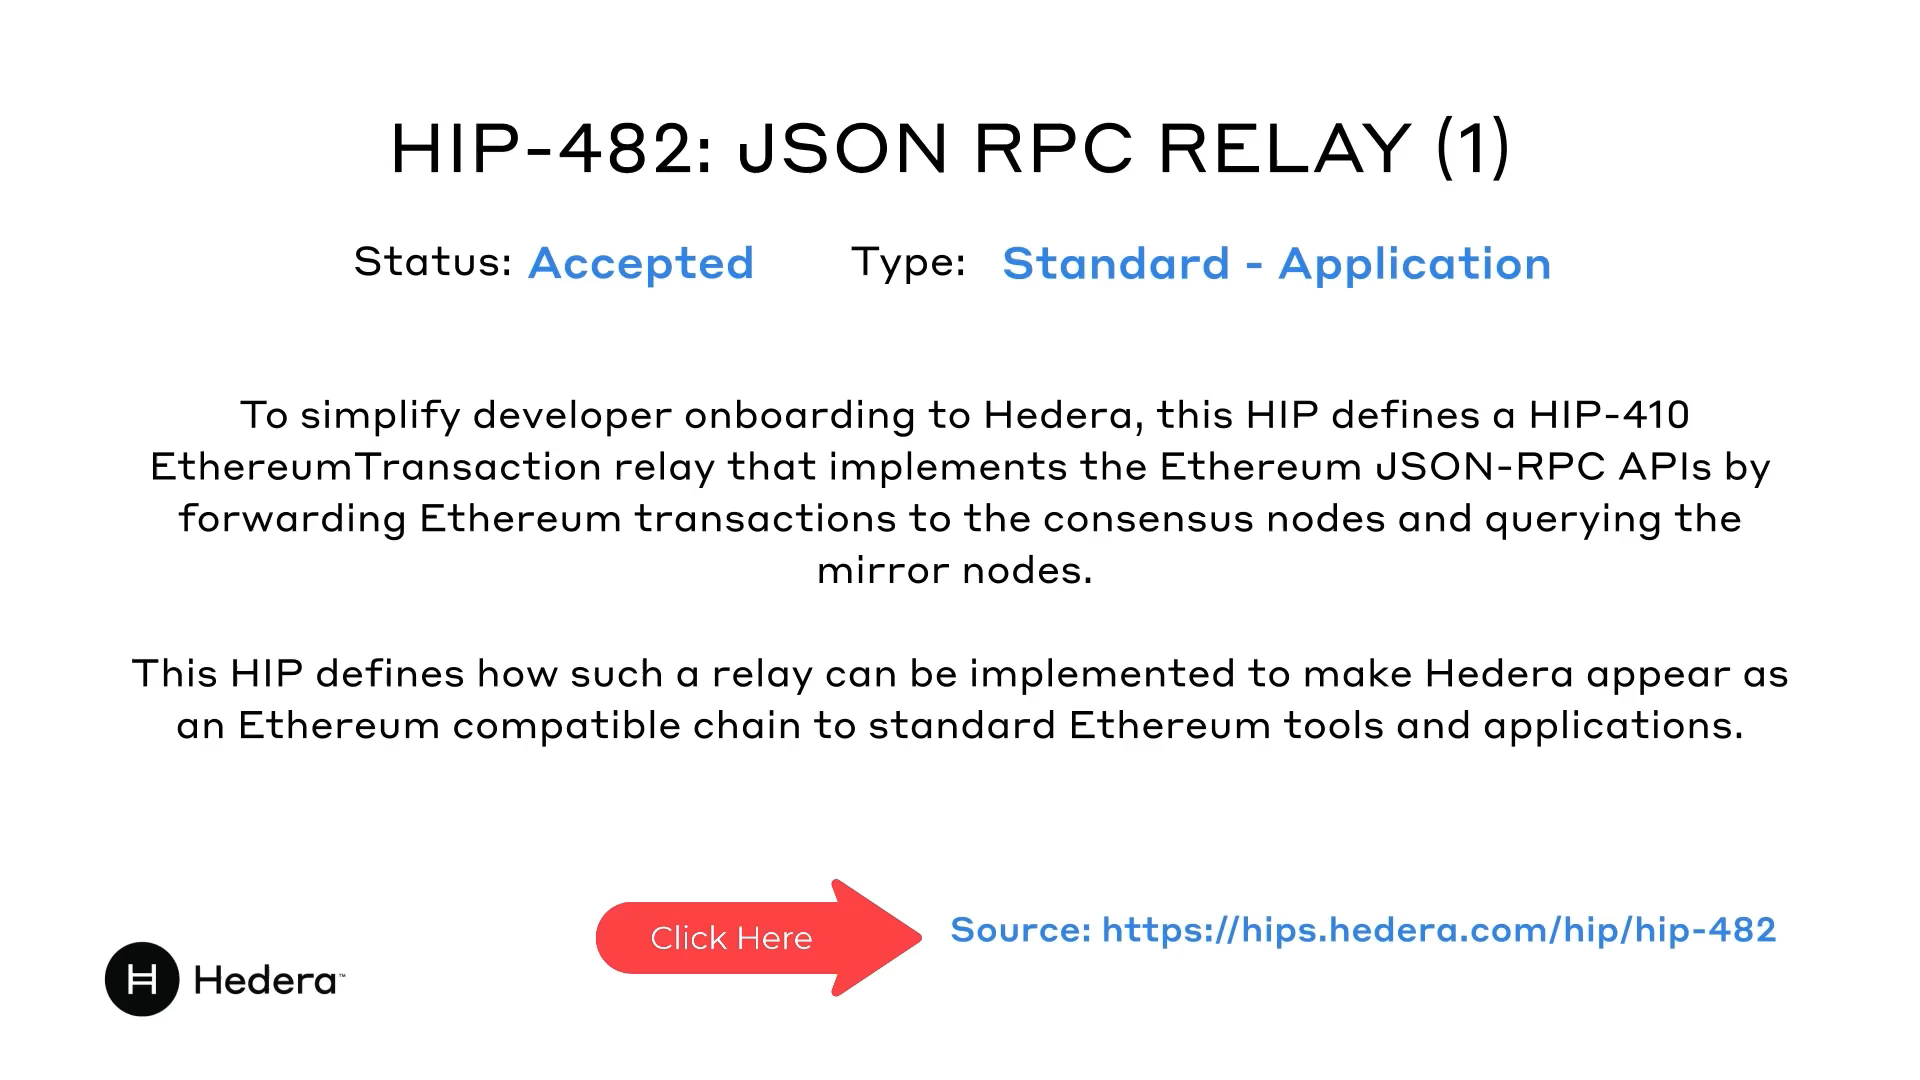 HIP-482: JSON RPC RELAY (1)
Status: Accepted Type: Standard - Application
To simplify developer onboarding to Hedera, this HIP defines a HIP-410
EthereumTransaction relay that implements the Ethereum JSON-RPC APIs by
forwarding Ethereum transactions to the consensus nodes and querying the
mirror nodes.
This HIP defines how such a relay can be implemented to make Hedera appear as
an Ethereum compatible chain to standard Ethereum tools and applications.
Click Here
Source: https://hips.hedera.com/hip/hip-482
H Hedera™